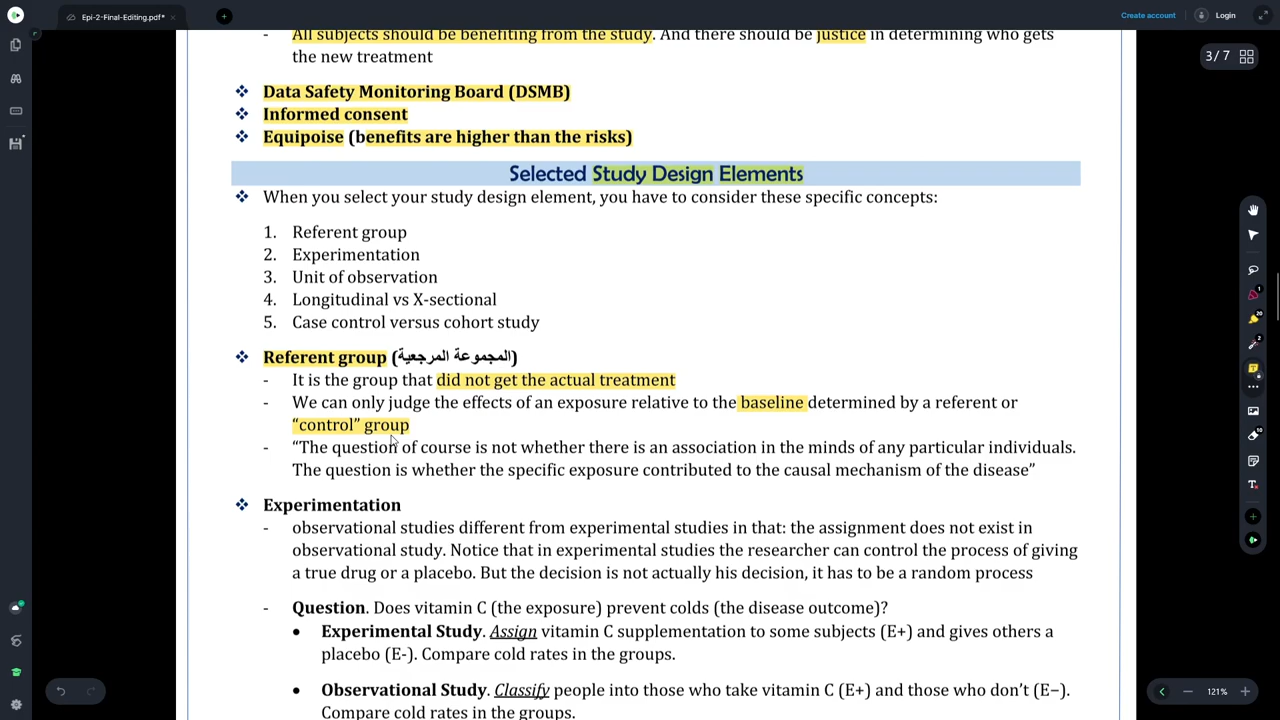 Epi-2-Final-Editing.pdf*
Create account
Login
3/7
- All subjects should be benefiting from the study. And there should be justice in determining who gets
the new treatment
❖ Data Safety Monitoring Board (DSMB)
❖ Informed consent
❖ Equipoise (benefits are higher than the risks)
Selected Study Design Elements
❖ When you select your study design element, you have to consider these specific concepts:
1. Referent group
2. Experimentation
3. Unit of observation
4. Longitudinal vs X-sectional
5. Case control versus cohort study
❖ Referent group (المجموعة المرجعية)
- It is the group that did not get the actual treatment
- We can only judge the effects of an exposure relative to the baseline determined by a referent or
“control” group
- “The question of course is not whether there is an association in the minds of any particular individuals.
The question is whether the specific exposure contributed to the causal mechanism of the disease”
❖ Experimentation
- observational studies different from experimental studies in that: the assignment does not exist in
observational study. Notice that in experimental studies the researcher can control the process of giving
a true drug or a placebo. But the decision is not actually his decision, it has to be a random process
- Question. Does vitamin C (the exposure) prevent colds (the disease outcome)?
• Experimental Study. Assign vitamin C supplementation to some subjects (E+) and gives others a
placebo (E-). Compare cold rates in the groups.
• Observational Study. Classify people into those who take vitamin C (E+) and those who don’t (E−).
Compare cold rates in the groups.
121%